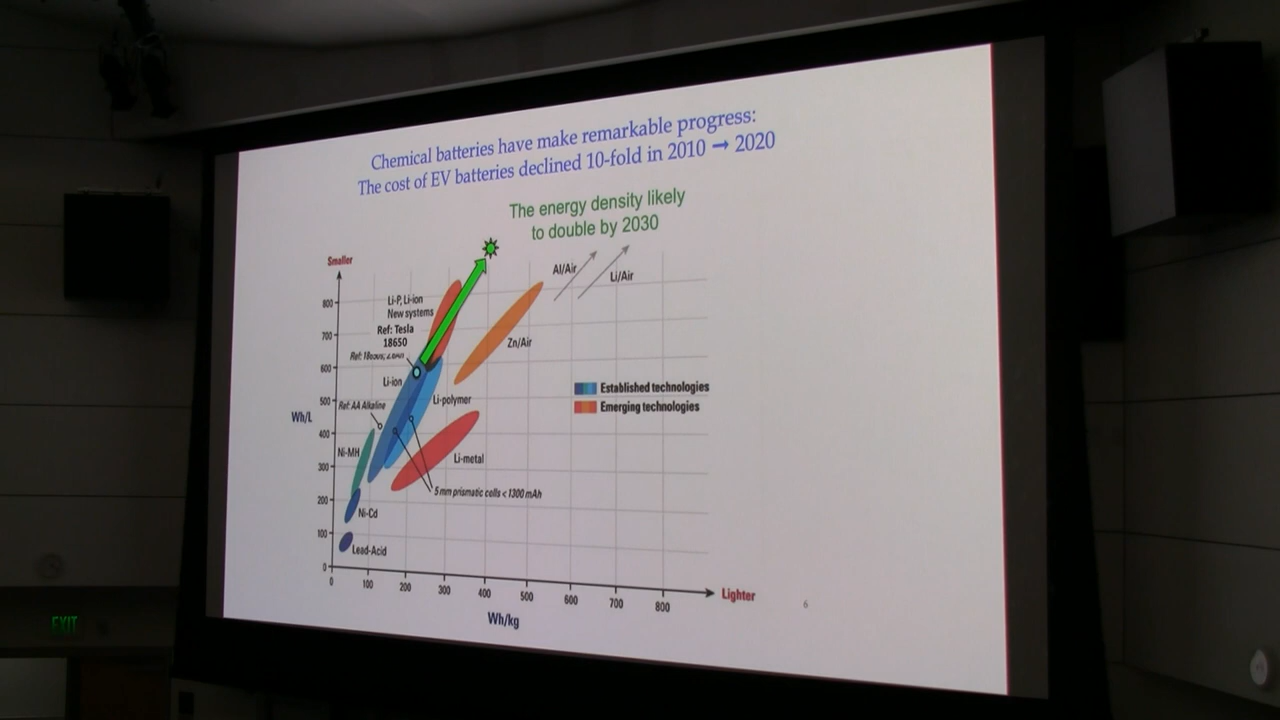 Chemical batteries have make remarkable progress:
The cost of EV batteries declined 10-fold in 2010 → 2020
The energy density likely
to double by 2030
Smaller
Al/Air
Li/Air
Li-P, Li-ion
New systems
800
Ref: Tesla
18650
700
Zn/Air
Ref:
600
Li-ion
Established technologies
Li-polymer
500
Ref: AA Alkaline
Emerging technologies
Wh/L
400
Ni-MH
Li-metal
300
5 mm prismatic cells < 1300 mAh
200
Ni-Cd
100
Lead-Acid
0
0 100 200 300 400 500 600 700 800
Lighter
6
Wh/kg
EXIT